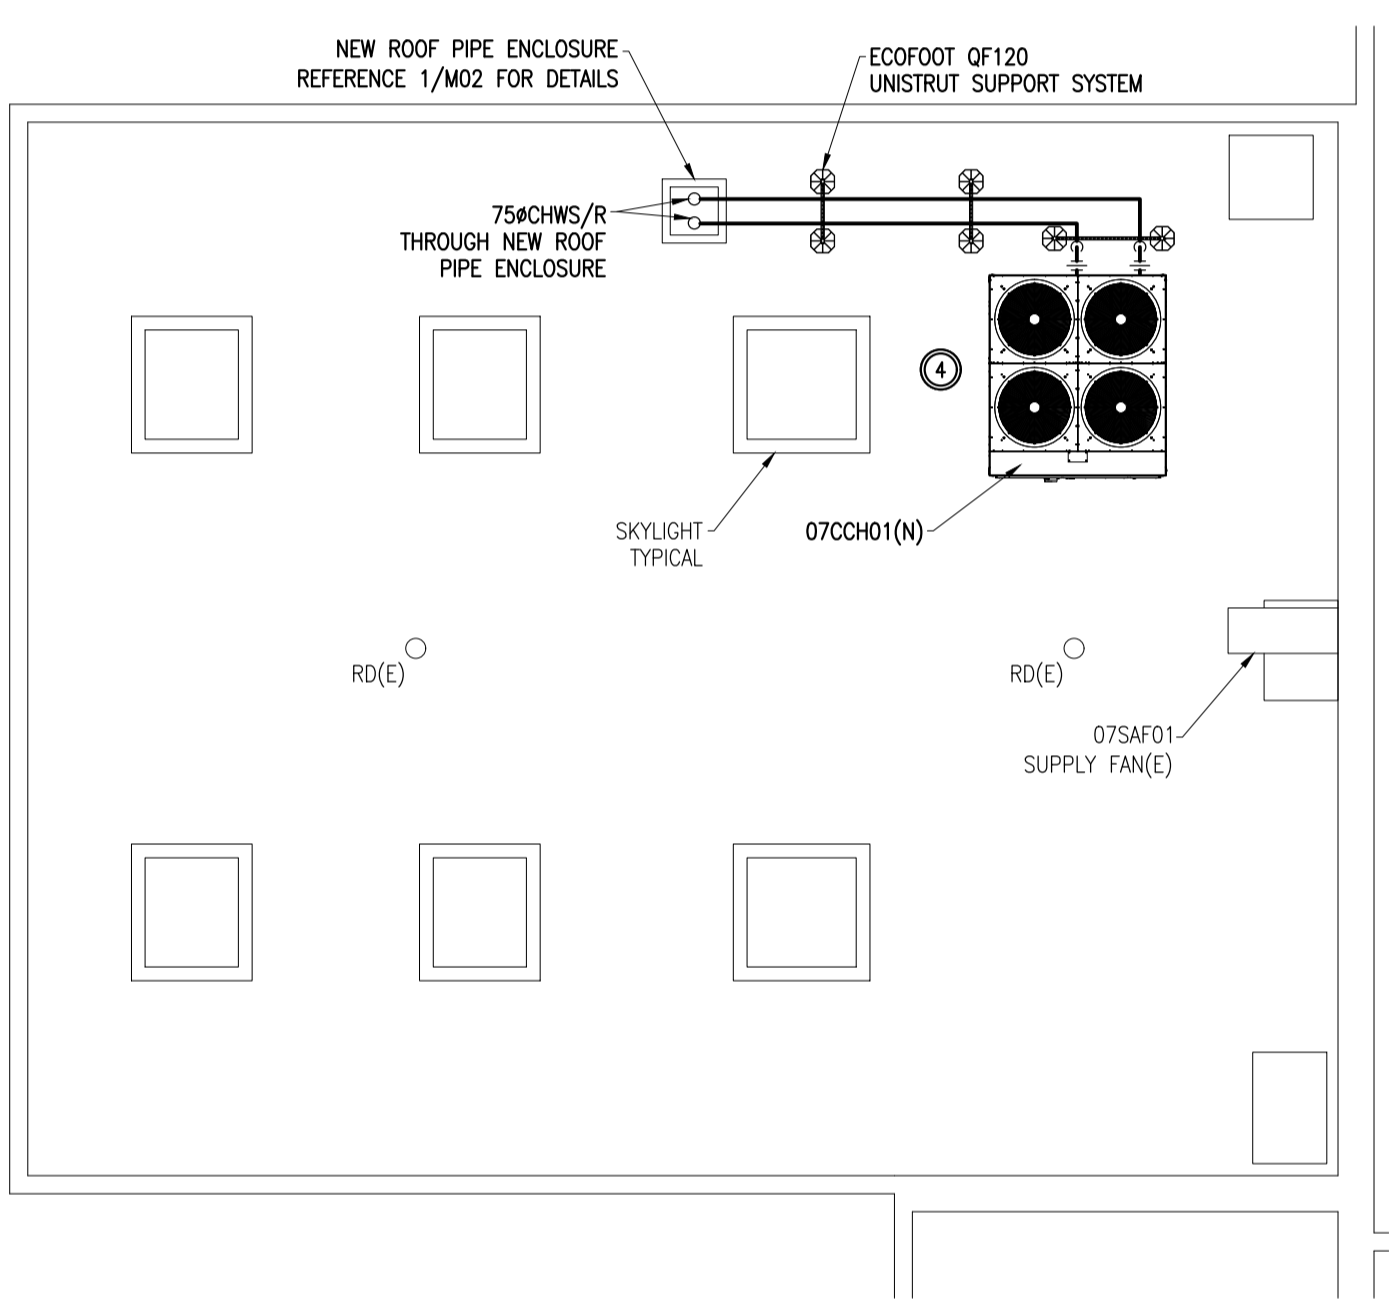 NEW ROOF PIPE ENCLOSURE
REFERENCE 1/M02 FOR DETAILS
ECOFOOT QF120
UNISTRUT SUPPORT SYSTEM
75øCHWS/R
THROUGH NEW ROOF
PIPE ENCLOSURE
4
SKYLIGHT
TYPICAL
07CCH01(N)
RD(E)
RD(E)
07SAF01
SUPPLY FAN(E)